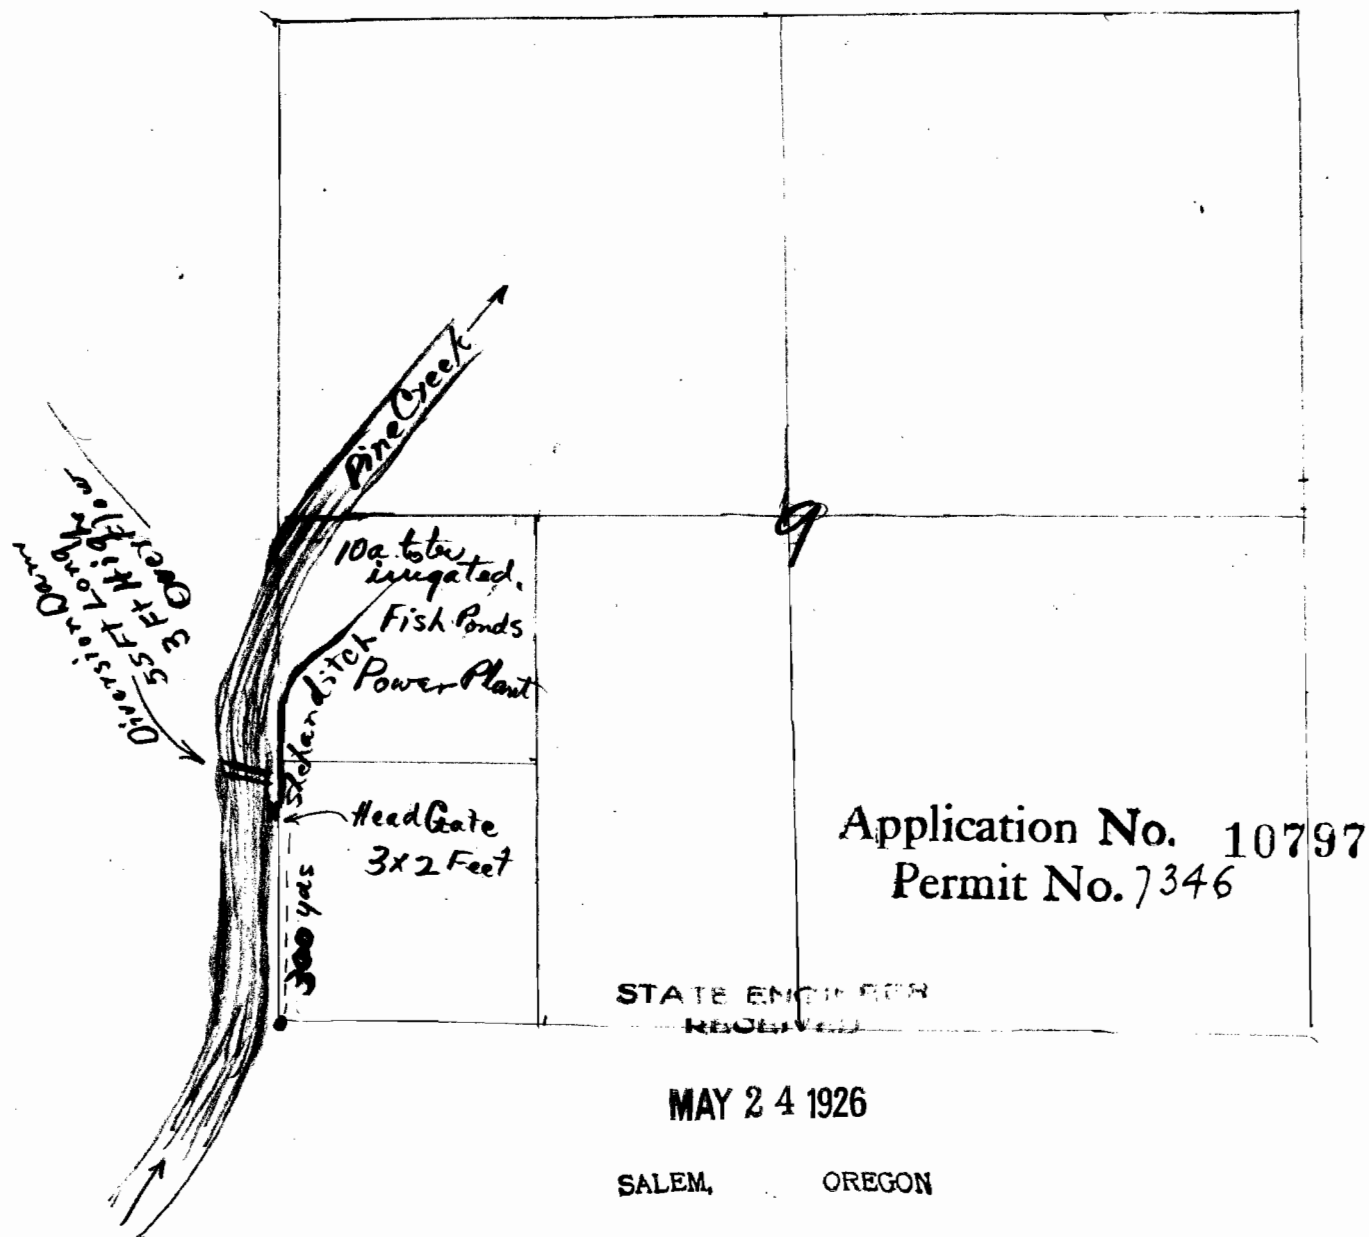 Pine Creek
Diversion Dam
55 Ft Long
3 Ft High
Overflow
9
10a to be
irrigated.
Fish Ponds
Power Plant
ditch
Head Gate
3x2 Feet
300 yds
Application No. 10797
Permit No. 7346
STATE ENGINEER
RECEIVED
MAY 24 1926
SALEM, OREGON